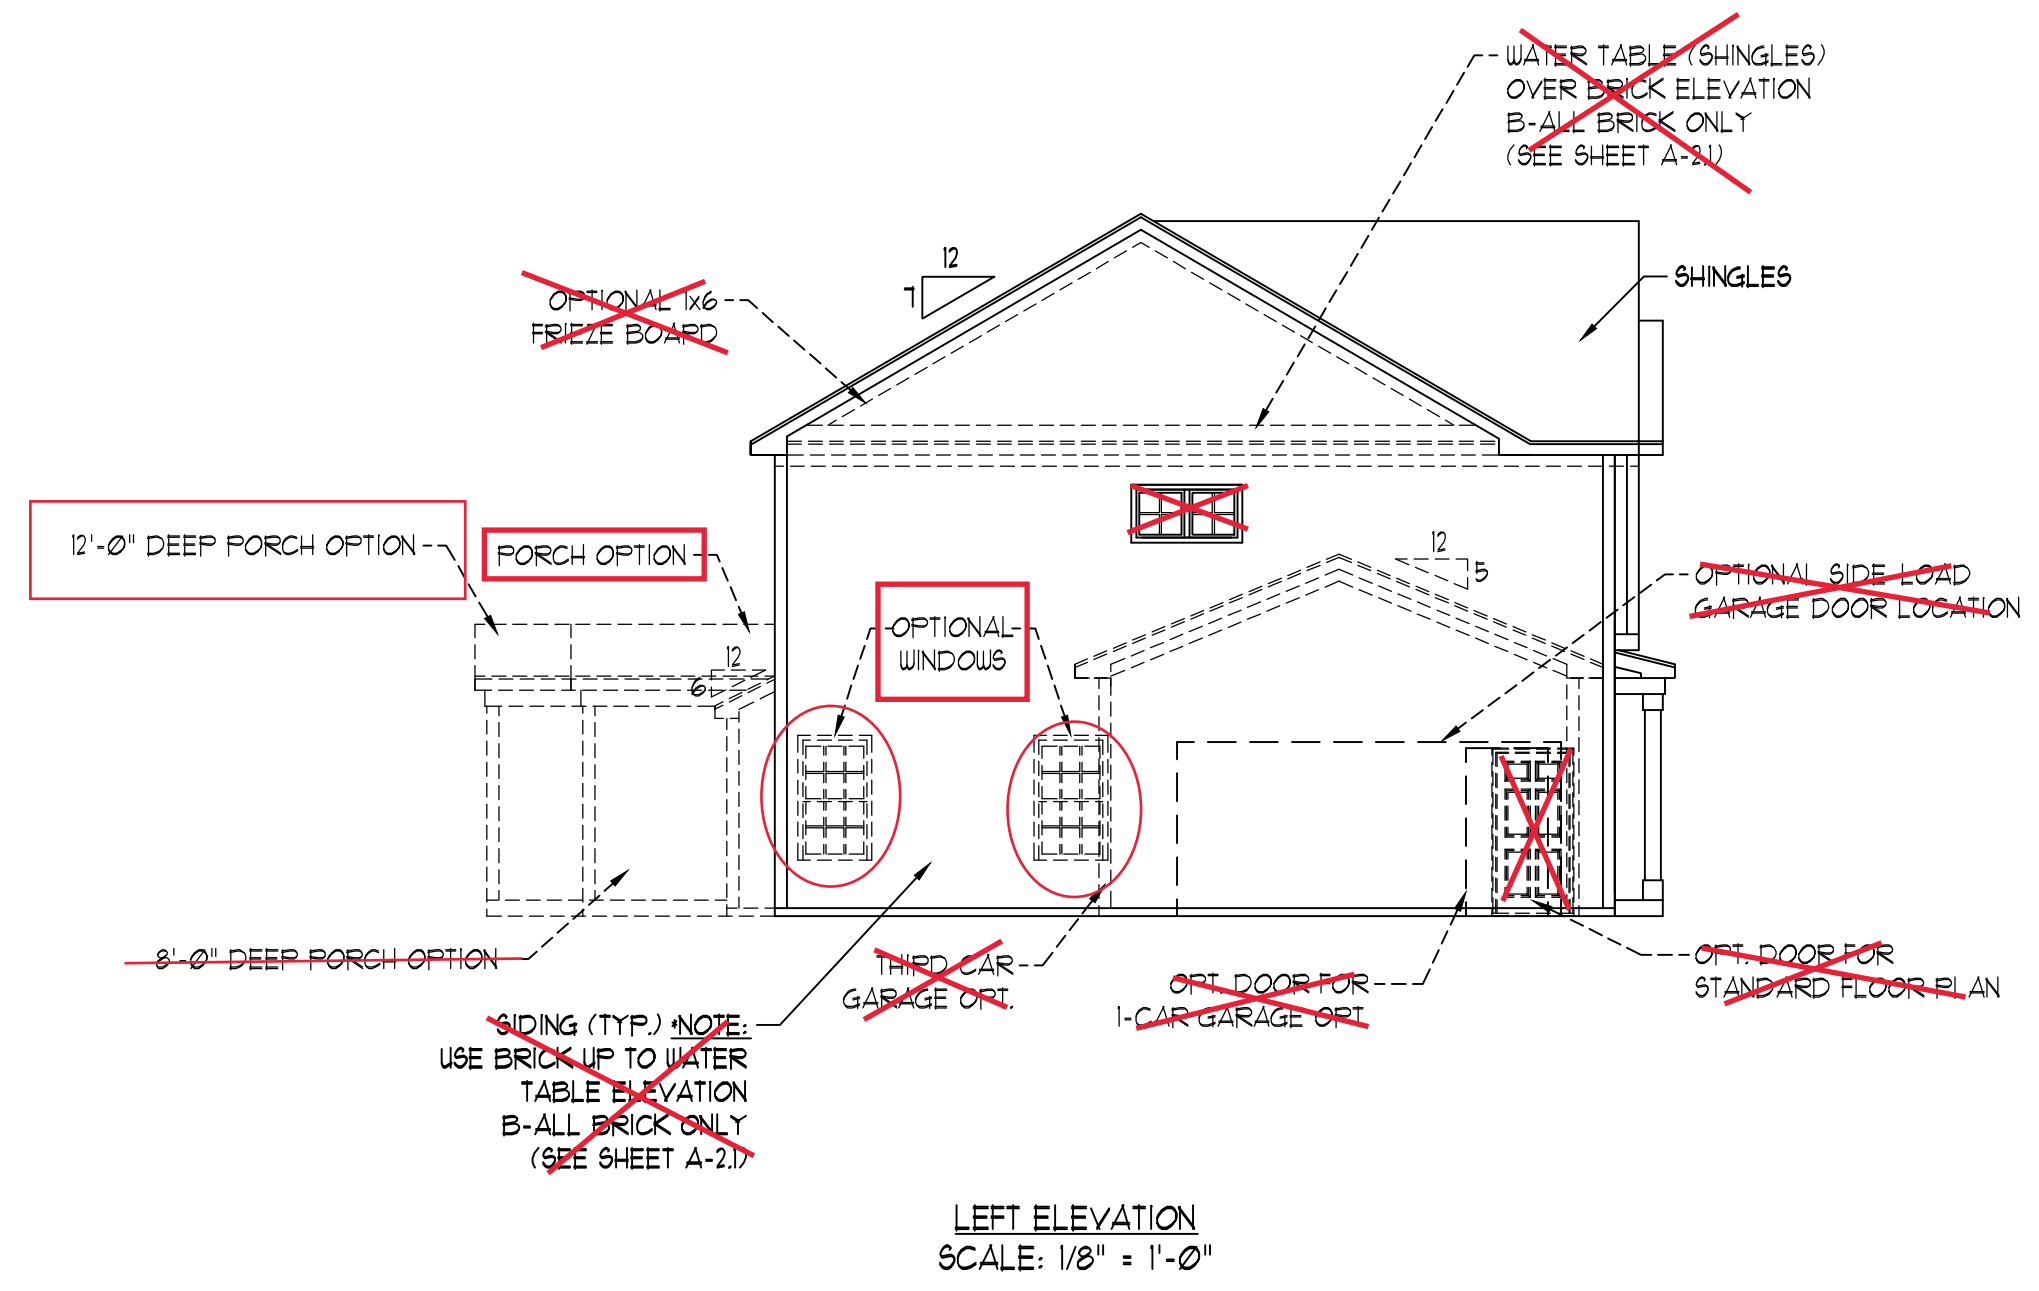 WATER TABLE (SHINGLES)
OVER BRICK ELEVATION
B-ALL BRICK ONLY
(SEE SHEET A-2.1)
12
7
SHINGLES
OPTIONAL 1x6
FRIEZE BOARD
12'-0" DEEP PORCH OPTION
PORCH OPTION
12
5
OPTIONAL SIDE LOAD
GARAGE DOOR LOCATION
OPTIONAL
WINDOWS
12
6
8'-0" DEEP PORCH OPTION
THIRD CAR
GARAGE OPT.
OPT. DOOR FOR
1-CAR GARAGE OPT.
OPT. DOOR FOR
STANDARD FLOOR PLAN
SIDING (TYP.) *NOTE:
USE BRICK UP TO WATER
TABLE ELEVATION
B-ALL BRICK ONLY
(SEE SHEET A-2.1)
LEFT ELEVATION
SCALE: 1/8" = 1'-0"